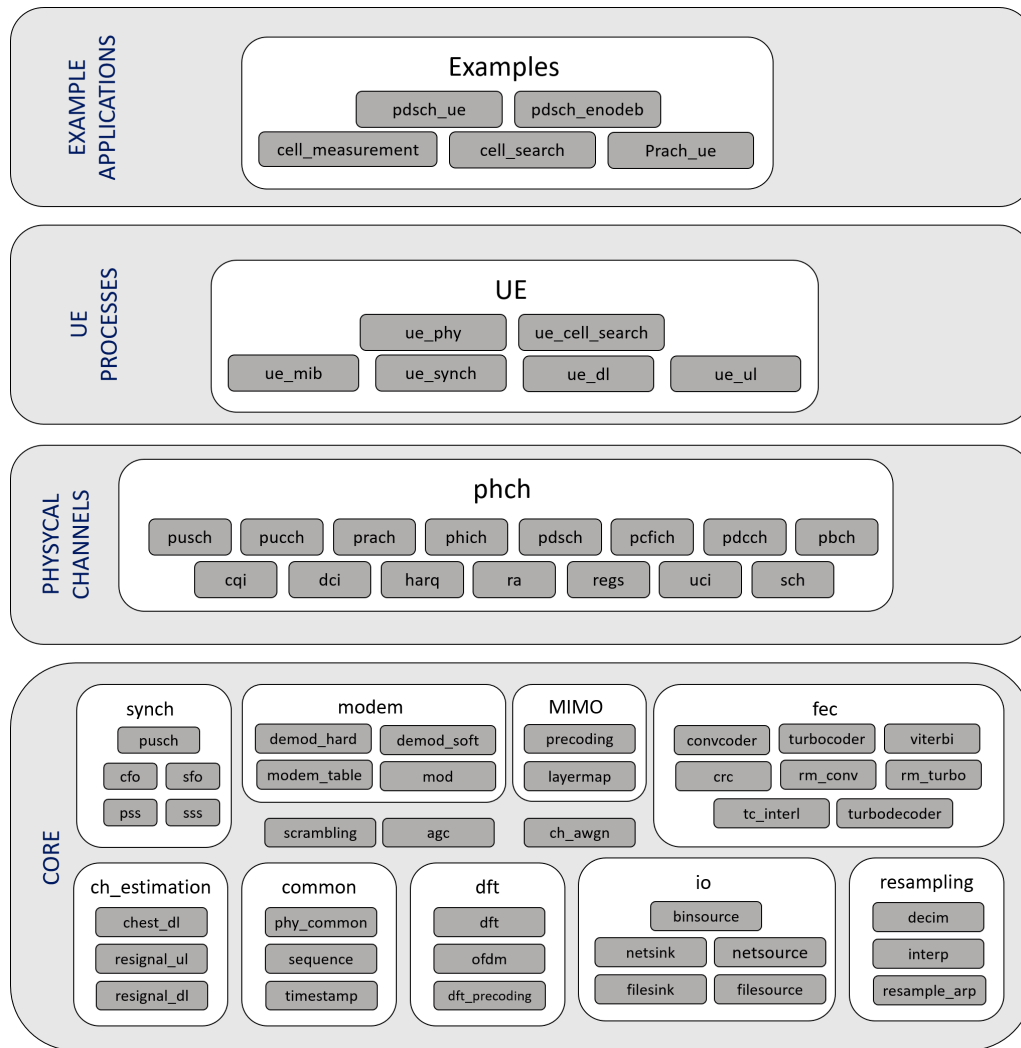 EXAMPLE
APPLICATIONS
Examples
pdsch_ue
pdsch_enodeb
cell_measurement
cell_search
Prach_ue
UE
PROCESSES
UE
ue_phy
ue_cell_search
ue_mib
ue_synch
ue_dl
ue_ul
PHYSYCAL
CHANNELS
phch
pusch
pucch
prach
phich
pdsch
pcfich
pdcch
pbch
cqi
dci
harq
ra
regs
uci
sch
CORE
synch
pusch
cfo
sfo
pss
sss
modem
demod_hard
demod_soft
modem_table
mod
MIMO
precoding
layermap
fec
convcoder
turbocoder
viterbi
crc
rm_conv
rm_turbo
tc_interl
turbodecoder
scrambling
agc
ch_awgn
ch_estimation
chest_dl
resignal_ul
resignal_dl
common
phy_common
sequence
timestamp
dft
dft
ofdm
dft_precoding
io
binsource
netsink
netsource
filesink
filesource
resampling
decim
interp
resample_arp